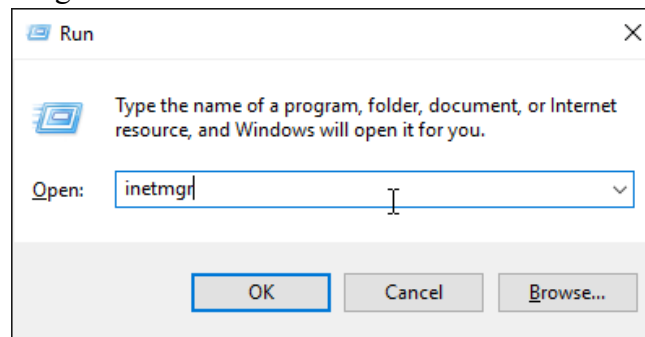 Run
Type the name of a program, folder, document, or Internet
resource, and Windows will open it for you.
Open: inetmgr
OK Cancel Browse...